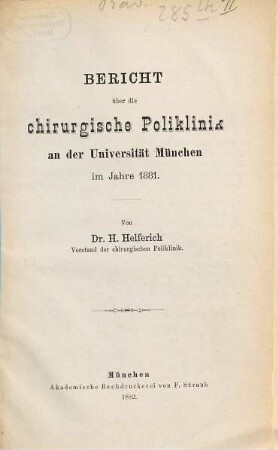 285
BERICHT
über die
chirurgische Poliklinik
an der Universität München
im Jahre 1881.
Von
Dr. H. Helferich
Vorstand der chirurgischen Poliklinik.
München
Akademische Buchdruckerei von F. Straub
1882.